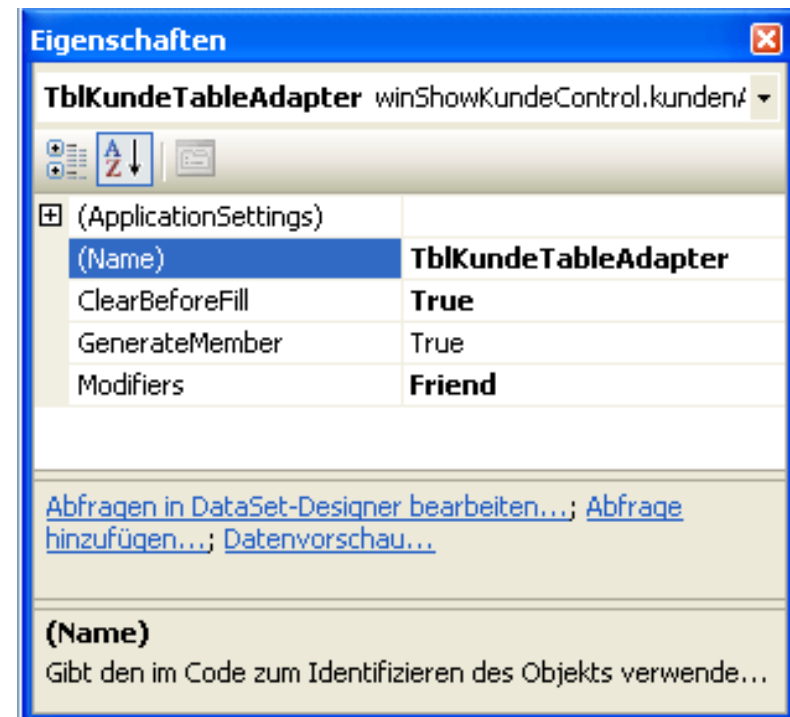 Eigenschaften
TblKundeTableAdapter winShowKundeControl.kunden
(ApplicationSettings)
(Name) TblKundeTableAdapter
ClearBeforeFill True
GenerateMember True
Modifiers Friend
Abfragen in DataSet-Designer bearbeiten...; Abfrage
hinzufügen...; Datenvorschau...
(Name)
Gibt den im Code zum Identifizieren des Objekts verwende...